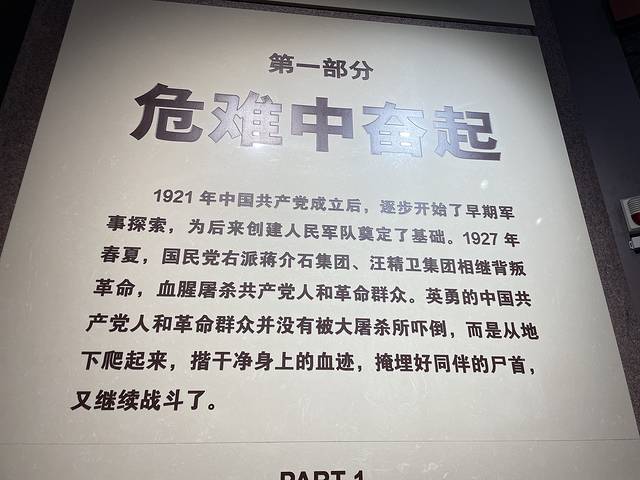 第一部分
危难中奋起
1921 年中国共产党成立后，逐步开始了早期军
事探索，为后来创建人民军队奠定了基础。1927 年
春夏，国民党右派蒋介石集团、汪精卫集团相继背叛
革命，血腥屠杀共产党人和革命群众。英勇的中国共
产党人和革命群众并没有被大屠杀所吓倒，而是从地
下爬起来，揩干净身上的血迹，掩埋好同伴的尸首，
又继续战斗了。
PART 1